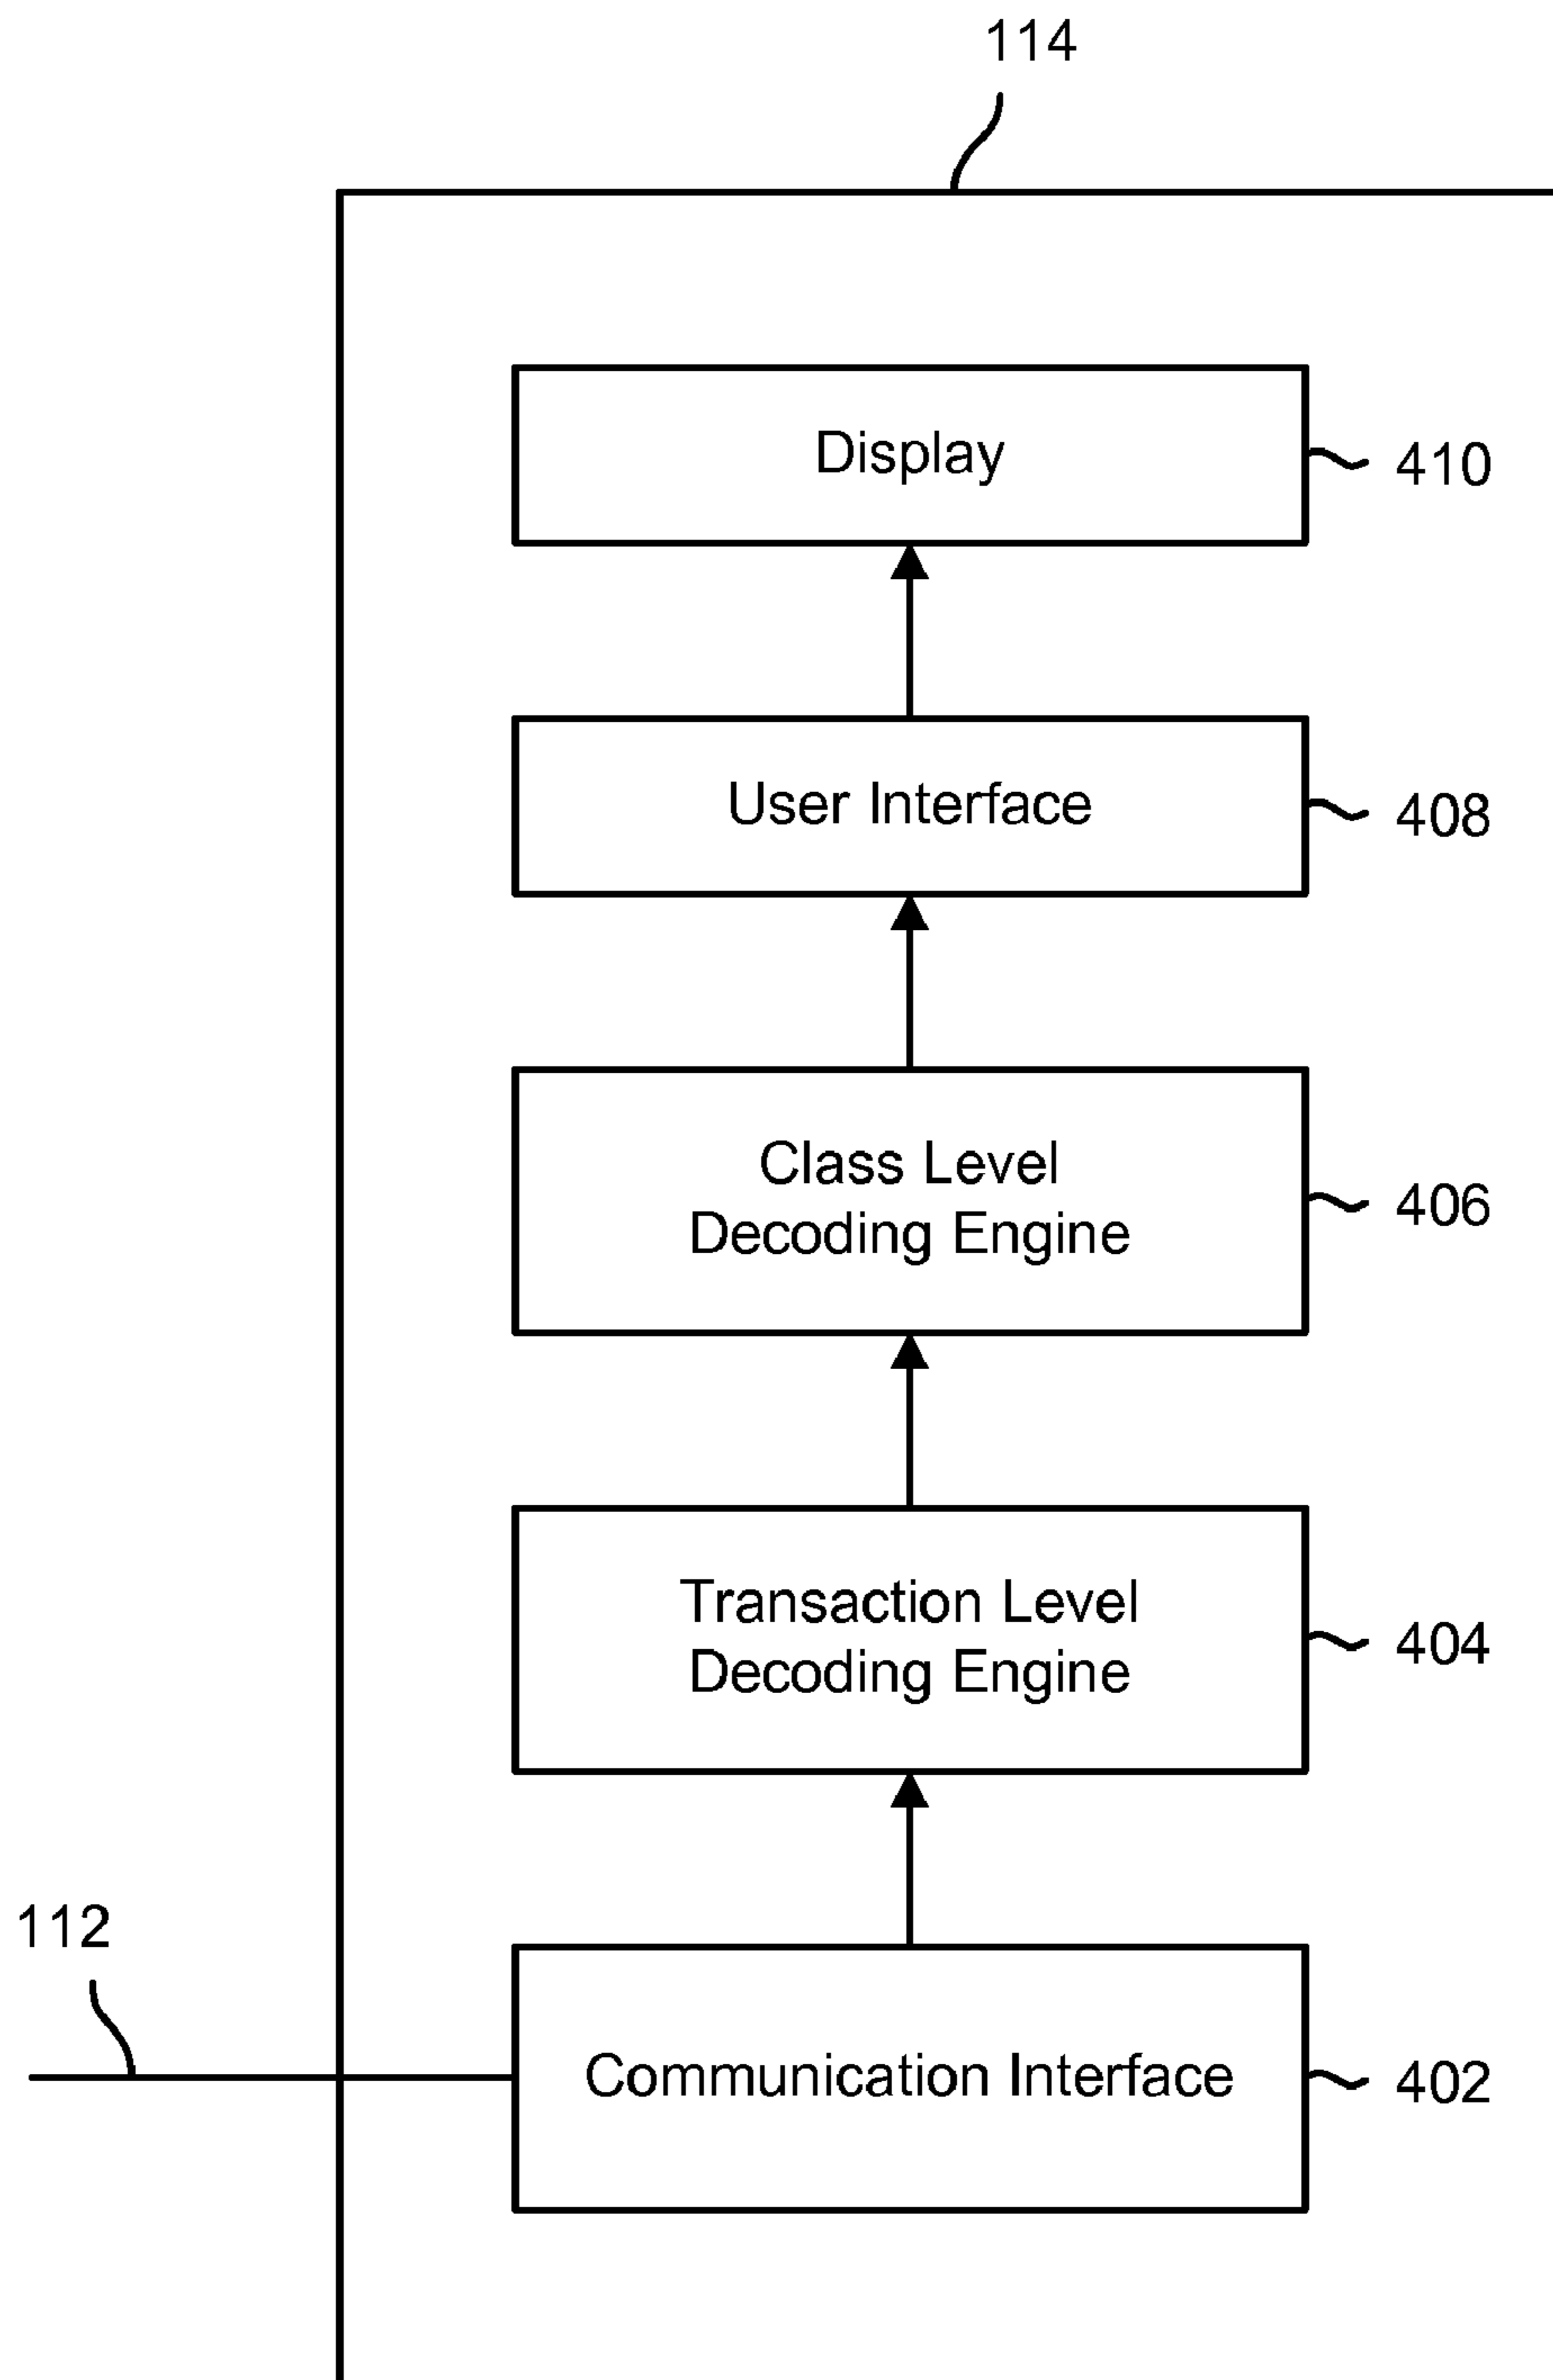 114
Display
410
User Interface
408
Class Level
Decoding Engine
406
Transaction Level
Decoding Engine
404
112
Communication Interface
402